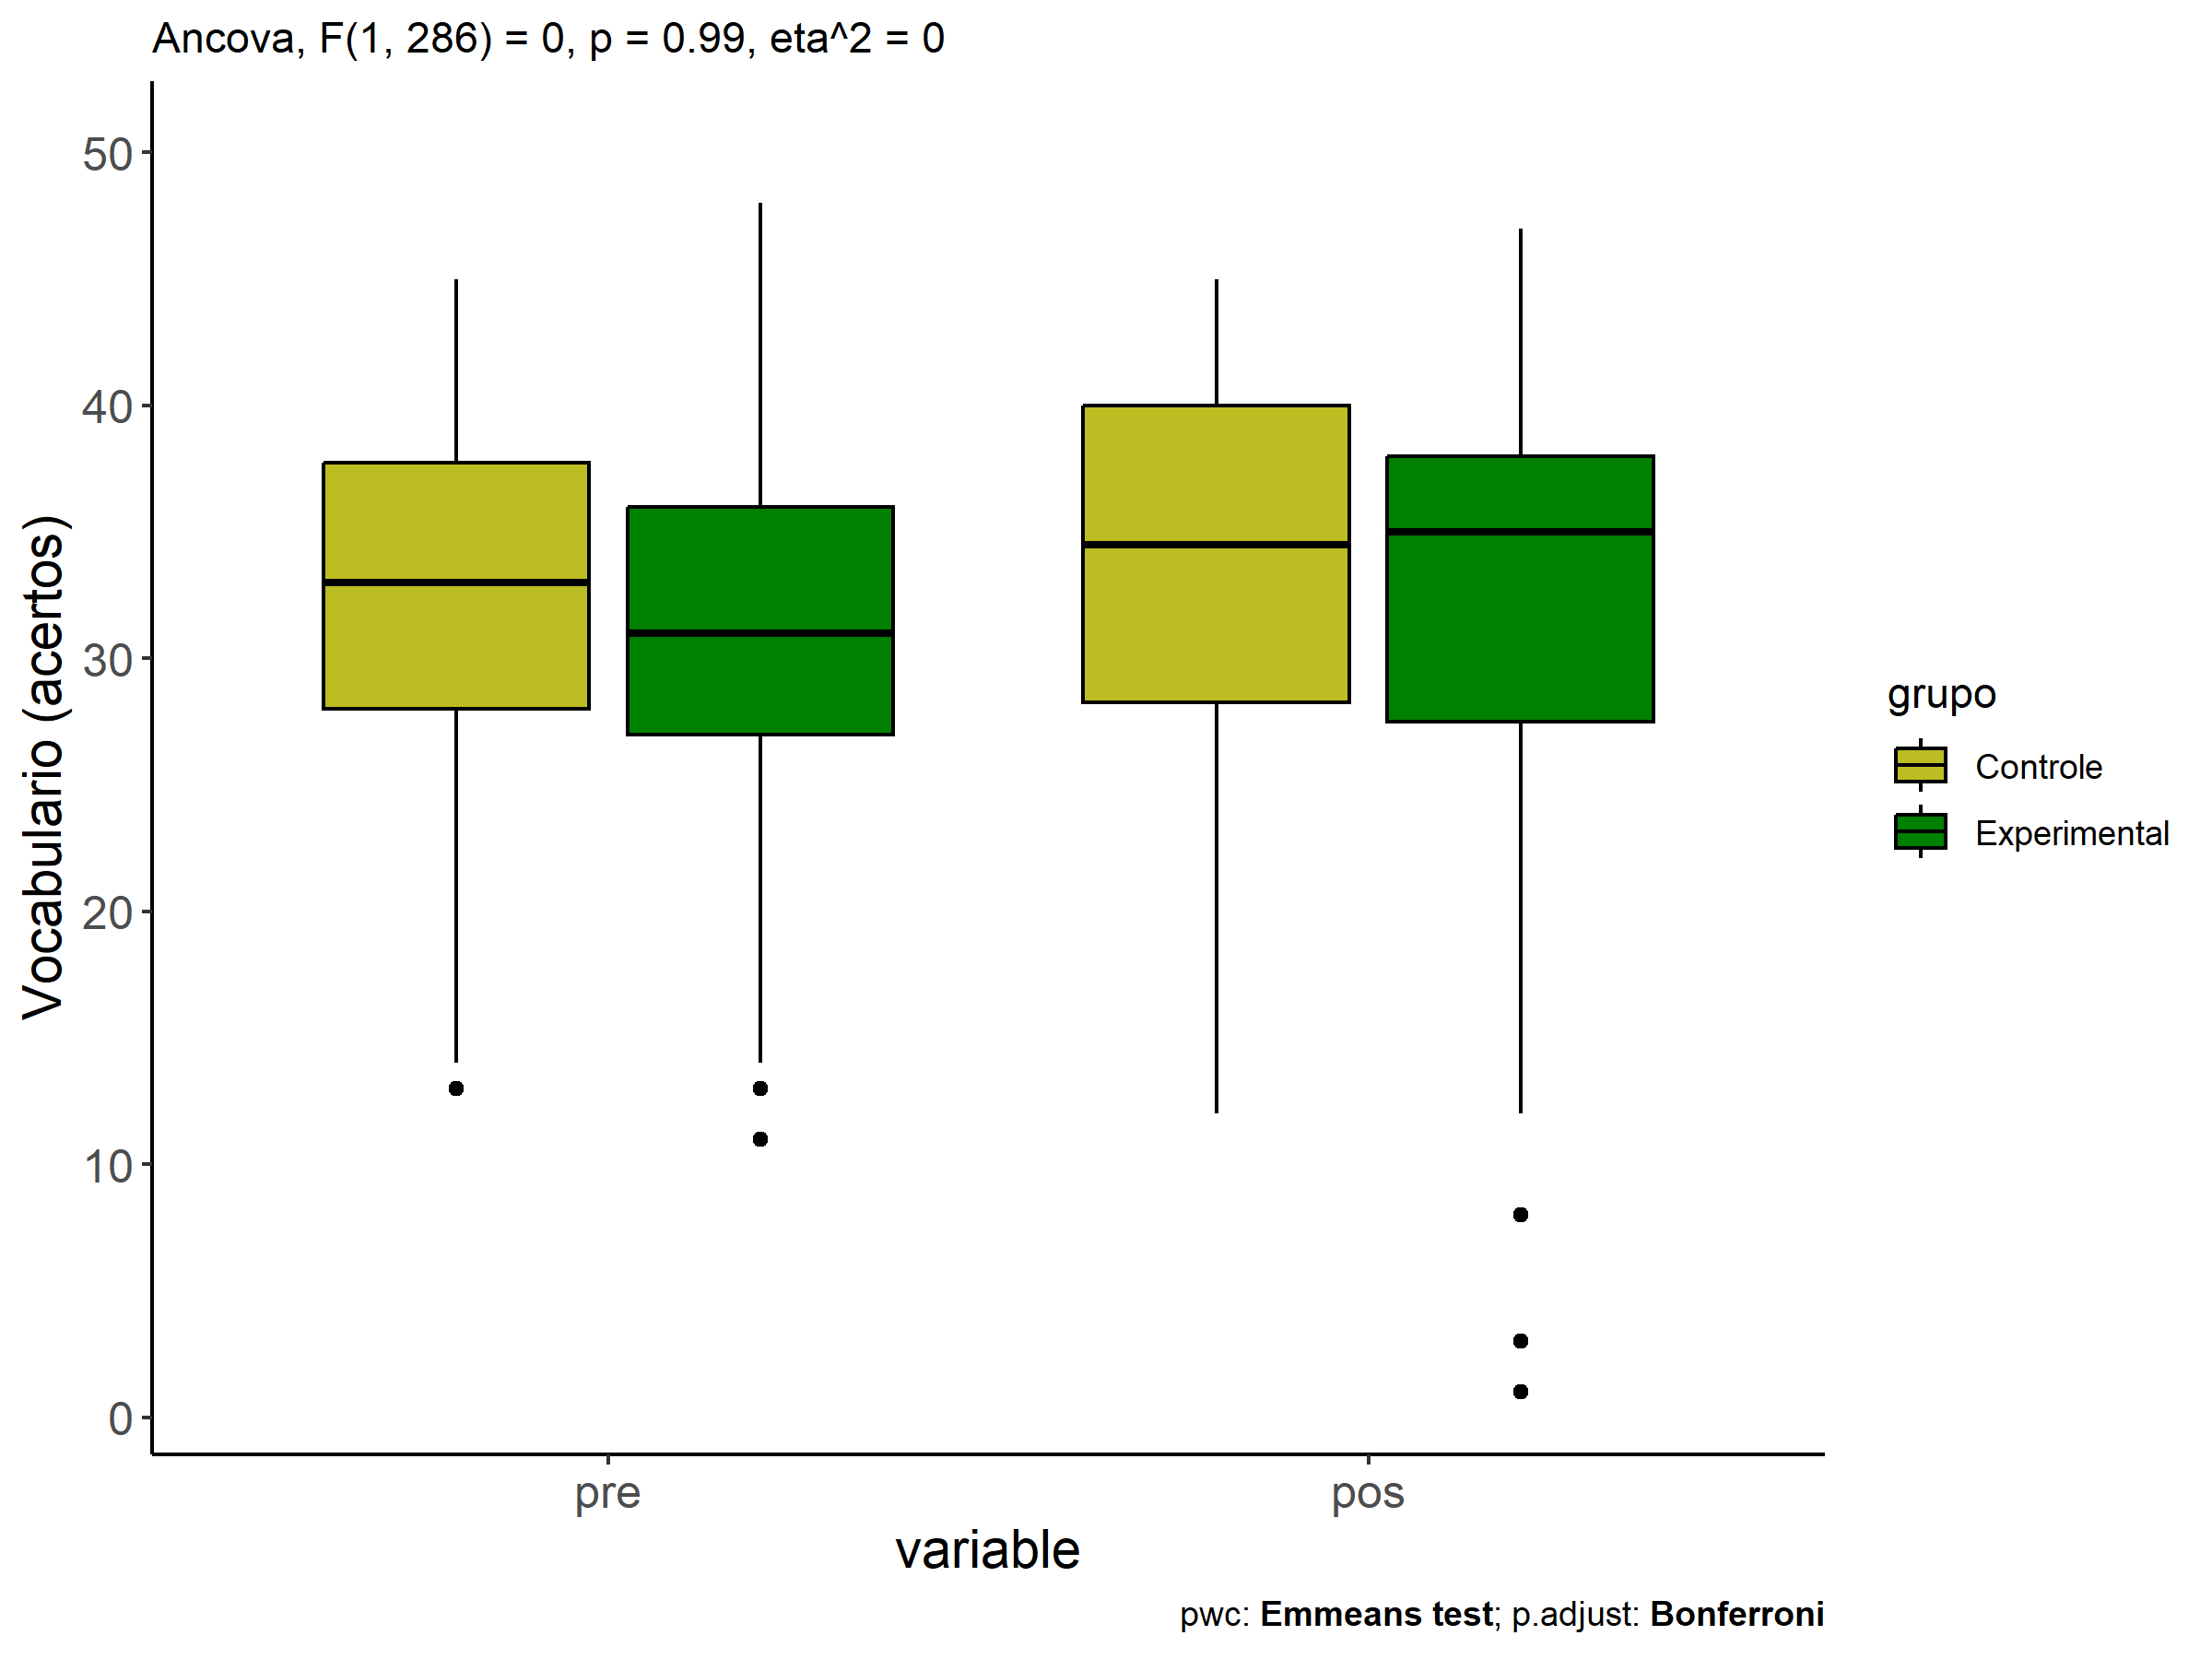 Ancova, F(1, 286) = 0, p = 0.99, eta^2 = 0
50
40
30
20
10
0
Vocabulario (acertos)
pre
pos
variable
grupo
Controle
Experimental
pwc: Emmeans test; p.adjust: Bonferroni